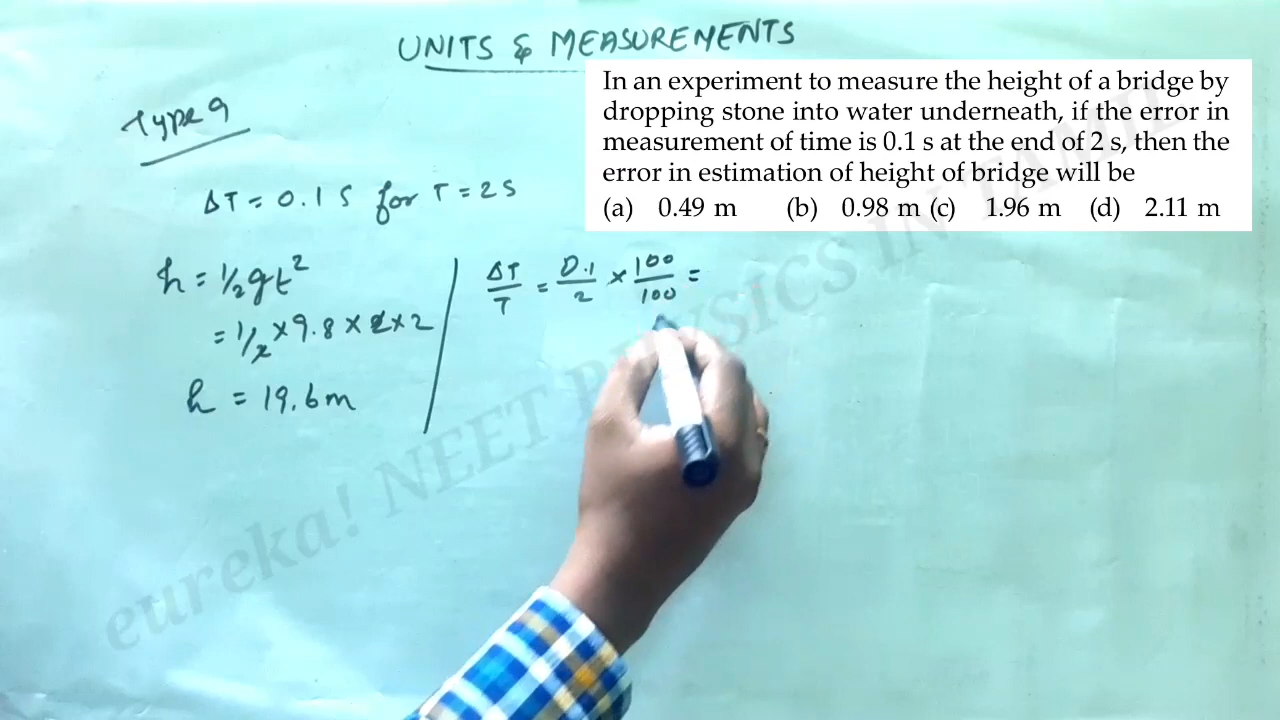 UNITS & MEASUREMENTS
In an experiment to measure the height of a bridge by
dropping stone into water underneath, if the error in
measurement of time is 0.1 s at the end of 2 s, then the
error in estimation of height of bridge will be
(a) 0.49 m (b) 0.98 m (c) 1.96 m (d) 2.11 m
Type 9
ΔT = 0.1 S for T = 2 S
h = 1/2 gt²
= 1/2 × 9.8 × 2 × 2
h = 19.6m
ΔT/T = 0.1/2 × 100/100 =
eureka! NEET PHYSICS IN TAMIL